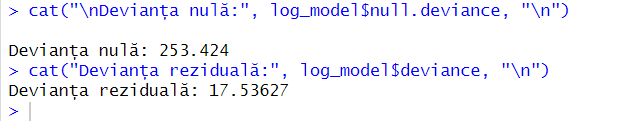 > cat("\nDevianța nulă:", log_model$null.deviance, "\n")
Devianța nulă: 253.424
> cat("Devianța reziduală:", log_model$deviance, "\n")
Devianța reziduală: 17.53627
>